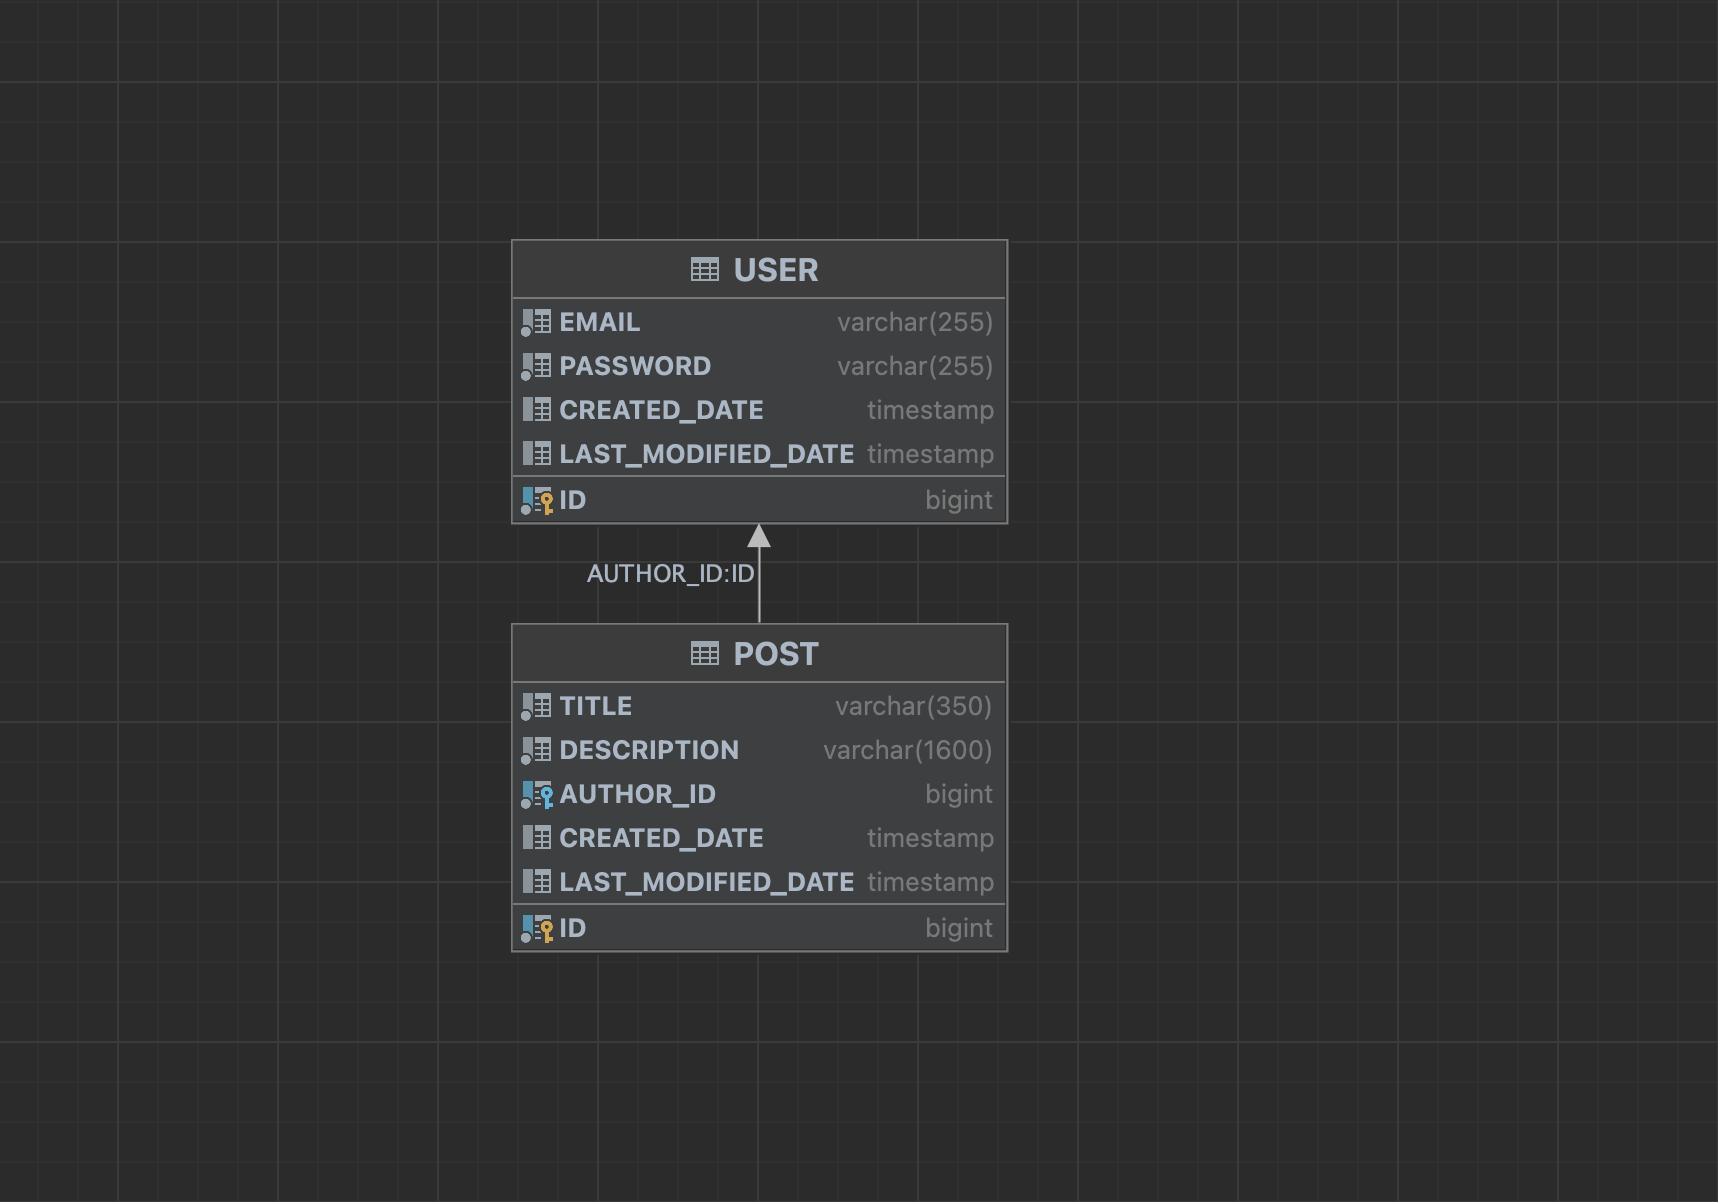 USER
EMAIL varchar(255)
PASSWORD varchar(255)
CREATED_DATE timestamp
LAST_MODIFIED_DATE timestamp
ID bigint
AUTHOR_ID:ID
POST
TITLE varchar(350)
DESCRIPTION varchar(1600)
AUTHOR_ID bigint
CREATED_DATE timestamp
LAST_MODIFIED_DATE timestamp
ID bigint